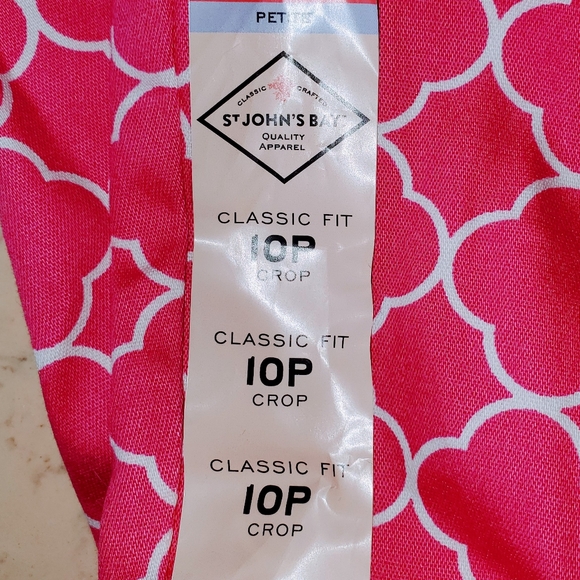 PETITE
CLASSIC CRAFTED
ST JOHN'S BAY
QUALITY
APPAREL
CLASSIC FIT
10P
CROP
CLASSIC FIT
10P
CROP
CLASSIC FIT
10P
CROP